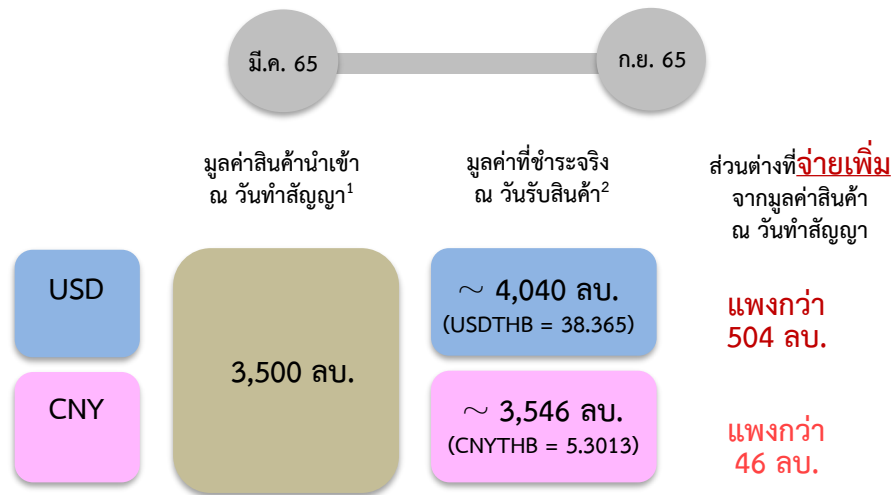 มี.ค. 65
ก.ย. 65
มูลค่าสินค้านำเข้า
ณ วันทำสัญญา¹
มูลค่าที่ชำระจริง
ณ วันรับสินค้า²
ส่วนต่างที่จ่ายเพิ่ม
จากมูลค่าสินค้า
ณ วันทำสัญญา
USD
3,500 ลบ.
~ 4,040 ลบ.
(USDTHB = 38.365)
แพงกว่า
504 ลบ.
CNY
~ 3,546 ลบ.
(CNYTHB = 5.3013)
แพงกว่า
46 ลบ.